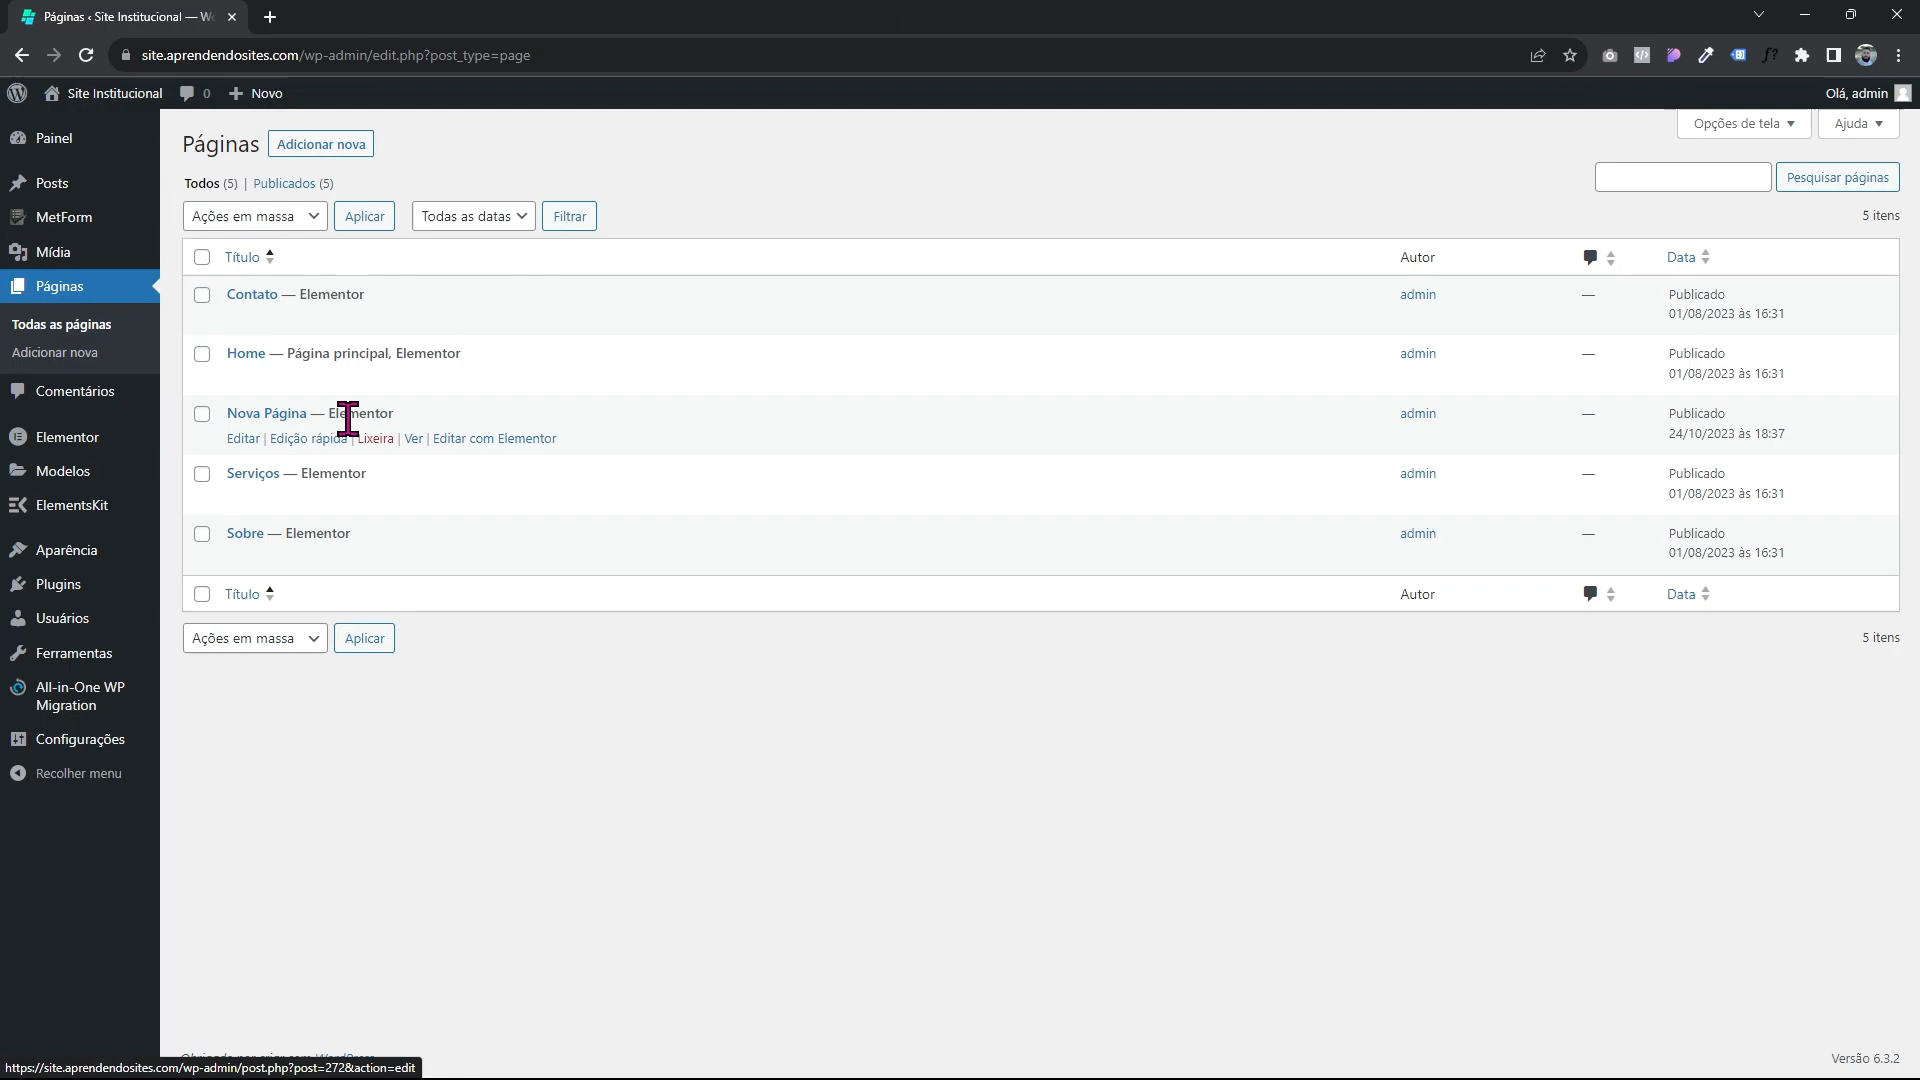 Páginas ‹ Site Institucional — W
site.aprendendosites.com/wp-admin/edit.php?post_type=page
Site Institucional 0 Novo
Olá, admin
Painel
Posts
MetForm
Mídia
Páginas
Todas as páginas
Adicionar nova
Comentários
Elementor
Modelos
ElementsKit
Aparência
Plugins
Usuários
Ferramentas
All-in-One WP
Migration
Configurações
Recolher menu
Opções de tela Ajuda
Páginas Adicionar nova
Todos (5) | Publicados (5)
Pesquisar páginas
Ações em massa Aplicar Todas as datas Filtrar
5 itens
Título Autor Data
Contato — Elementor admin — Publicado
01/08/2023 às 16:31
Home — Página principal, Elementor admin — Publicado
01/08/2023 às 16:31
Nova Página — Elementor admin — Publicado
24/10/2023 às 18:37
Editar | Edição rápida | Lixeira | Ver | Editar com Elementor
Serviços — Elementor admin — Publicado
01/08/2023 às 16:31
Sobre — Elementor admin — Publicado
01/08/2023 às 16:31
Título Autor Data
Ações em massa Aplicar
5 itens
Versão 6.3.2
https://site.aprendendosites.com/wp-admin/post.php?post=272&action=edit